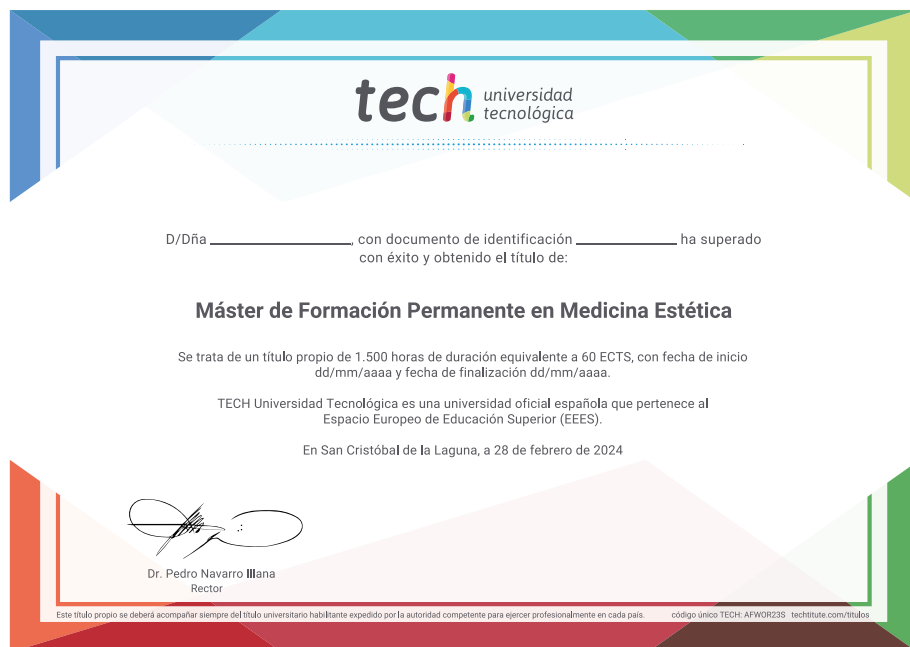 tech universidad
tecnológica
D/Dña ____________________, con documento de identificación ______________ ha superado
con éxito y obtenido el título de:
Máster de Formación Permanente en Medicina Estética
Se trata de un título propio de 1.500 horas de duración equivalente a 60 ECTS, con fecha de inicio
dd/mm/aaaa y fecha de finalización dd/mm/aaaa.
TECH Universidad Tecnológica es una universidad oficial española que pertenece al
Espacio Europeo de Educación Superior (EEES).
En San Cristóbal de la Laguna, a 28 de febrero de 2024
Dr. Pedro Navarro Illana
Rector
Este título propio se deberá acompañar siempre del título universitario habilitante expedido por la autoridad competente para ejercer profesionalmente en cada país. código único TECH: AFWOR23S techtitute.com/titulos